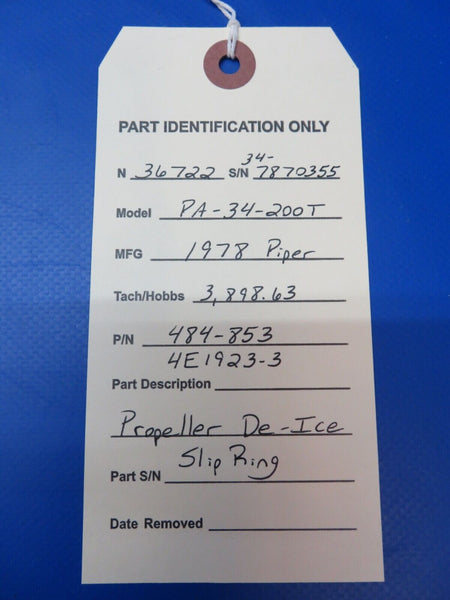 PART IDENTIFICATION ONLY
34-
N 36722 S/N 7870355
Model PA-34-200T
MFG 1978 Piper
Tach/Hobbs 3,898.63
P/N 484-853
4E1923-3
Part Description
Propeller De-Ice
Slip Ring
Part S/N
Date Removed